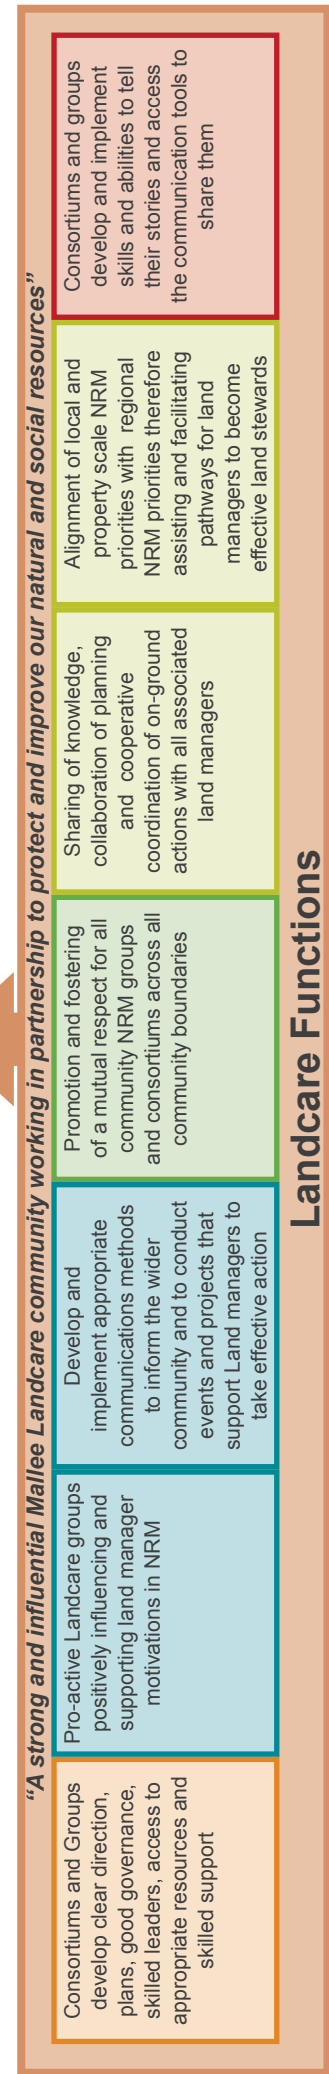 “A strong and influential Mallee Landcare community working in partnership to protect and improve our natural and social resources”
Consortiums and Groups
develop clear direction,
plans, good governance,
skilled leaders, access to
appropriate resources and
skilled support
Pro-active Landcare groups
positively influencing and
supporting land manager
motivations in NRM
Develop and
implement appropriate
communications methods
to inform the wider
community and to conduct
events and projects that
support Land managers to
take effective action
Promotion and fostering
of a mutual respect for all
community NRM groups
and consortiums across all
community boundaries
Sharing of knowledge,
collaboration of planning
and cooperative
coordination of on-ground
actions with all associated
land managers
Alignment of local and
property scale NRM
priorities with regional
NRM priorities therefore
assisting and facilitating
pathways for land
managers to become
effective land stewards
Consortiums and groups
develop and implement
skills and abilities to tell
their stories and access
the communication tools to
share them
Landcare Functions